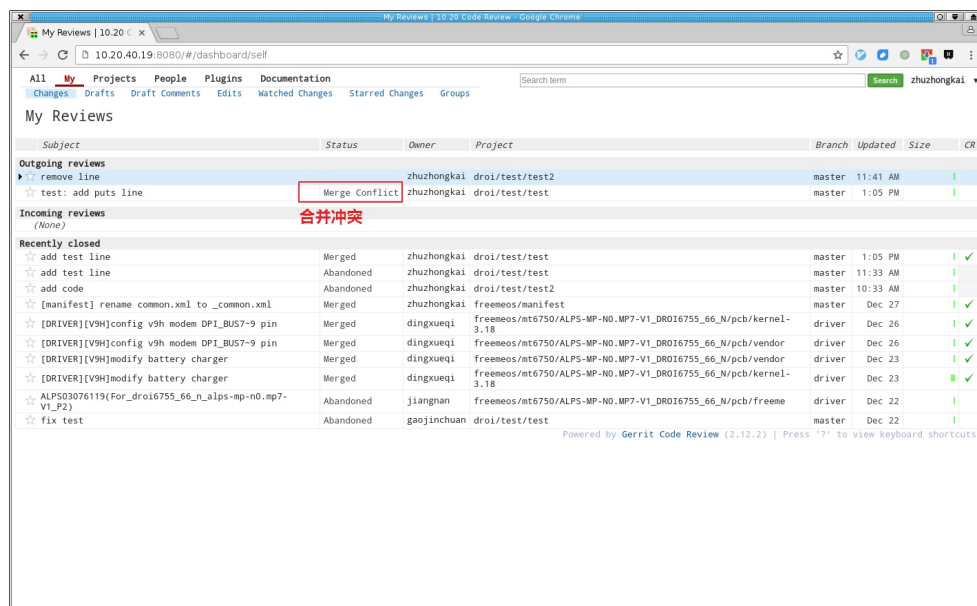 My Reviews | 10.20 Code Review - Google Chrome
My Reviews | 10.20 C
10.20.40.19:8080/#/dashboard/self
All My Projects People Plugins Documentation
Search term
Search
zhuzhongkai
Changes Drafts Draft Comments Edits Watched Changes Starred Changes Groups
My Reviews
Subject Status Owner Project Branch Updated Size CR
Outgoing reviews
remove line zhuzhongkai droi/test/test2 master 11:41 AM
test: add puts line Merge Conflict zhuzhongkai droi/test/test2 master 1:05 PM
合并冲突
Incoming reviews
(None)
Recently closed
add test line Merged zhuzhongkai droi/test/test master 1:05 PM
add test line Abandoned zhuzhongkai droi/test/test master 11:33 AM
add code Abandoned zhuzhongkai droi/test/test master 10:33 AM
[manifest] rename common.xml to _common.xml Merged zhuzhongkai freemeos/manifest master Dec 27
[DRIVER][V9H]config v9h modem DPI_BUS7~9 pin Merged dingxueqi freemeos/mt6750/ALPS-MP-N0.MP7-V1_DROI6755_66_N/pcb/kernel-3.18 driver Dec 26
[DRIVER][V9H]config v9h modem DPI_BUS7~9 pin Merged dingxueqi freemeos/mt6750/ALPS-MP-N0.MP7-V1_DROI6755_66_N/pcb/vendor driver Dec 26
[DRIVER][V9H]modify battery charger Merged dingxueqi freemeos/mt6750/ALPS-MP-N0.MP7-V1_DROI6755_66_N/pcb/vendor driver Dec 23
[DRIVER][V9H]modify battery charger Merged dingxueqi freemeos/mt6750/ALPS-MP-N0.MP7-V1_DROI6755_66_N/pcb/kernel-3.18 driver Dec 23
ALPS03076119(For_droi6755_66_n_alps-mp-n0.mp7-V1_P2) Abandoned jiangnan freemeos/mt6750/ALPS-MP-N0.MP7-V1_DROI6755_66_N/pcb/freeme driver Dec 22
fix test Abandoned gaojinchuan droi/test/test master Dec 22
Powered by Gerrit Code Review (2.12.2) | Press '?' to view keyboard shortcuts